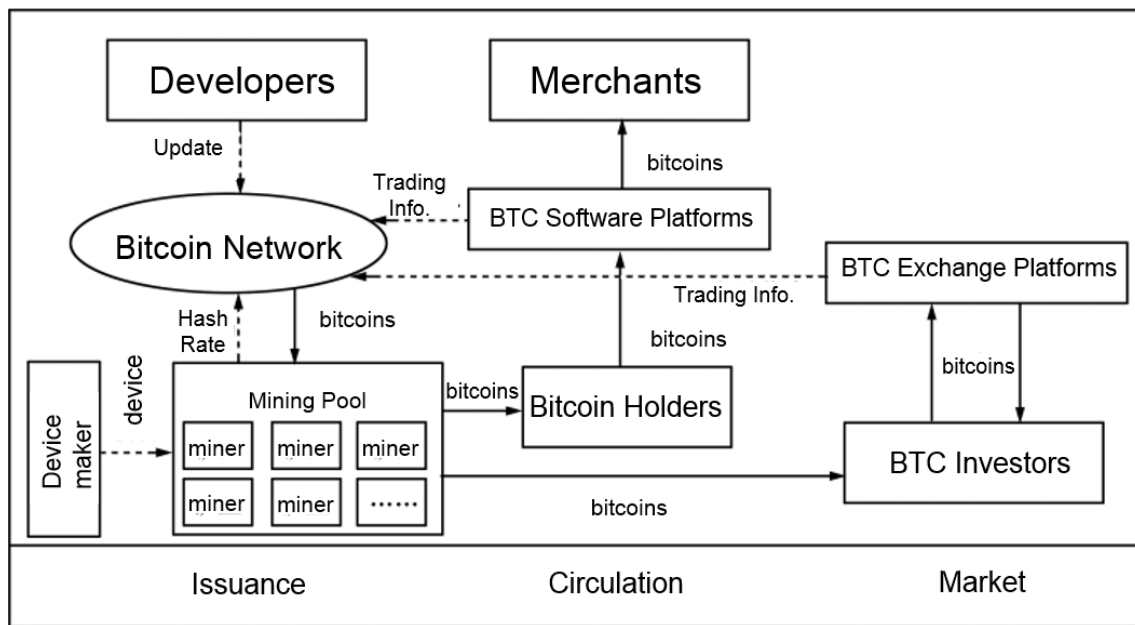 Developers
Merchants
Update
bitcoins
Trading
Info.
BTC Software Platforms
Bitcoin Network
BTC Exchange Platforms
Trading Info.
Hash
Rate
bitcoins
bitcoins
bitcoins
device
Device
maker
Mining Pool
bitcoins
Bitcoin Holders
miner
miner
miner
BTC Investors
miner
miner
......
bitcoins
Issuance
Circulation
Market